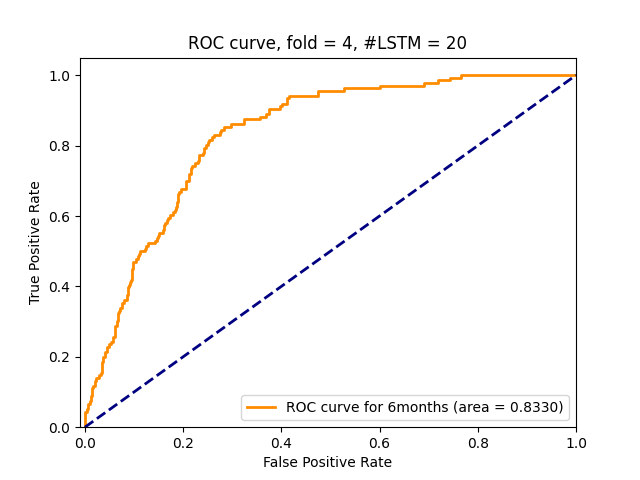 ROC curve, fold = 4, #LSTM = 20
True Positive Rate
1.0
0.8
0.6
0.4
0.2
0.0
ROC curve for 6months (area = 0.8330)
0.0 0.2 0.4 0.6 0.8 1.0
False Positive Rate